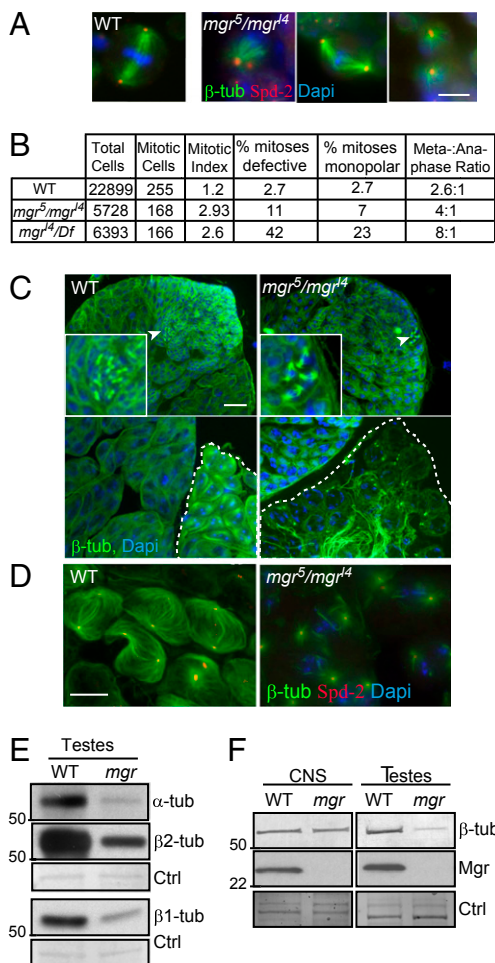 A
WT
mgr⁵/mgrˡ⁴
β-tub Spd-2 Dapi
B
Total Cells | Mitotic Cells | Mitotic Index | % mitoses defective | % mitoses monopolar | Meta-:Ana-phase Ratio
WT | 22899 | 255 | 1.2 | 2.7 | 2.7 | 2.6:1
mgr⁵/mgrˡ⁴ | 5728 | 168 | 2.93 | 11 | 7 | 4:1
mgrˡ⁴/Df | 6393 | 166 | 2.6 | 42 | 23 | 8:1
C
WT
mgr⁵/mgrˡ⁴
β-tub, Dapi
D
WT
mgr⁵/mgrˡ⁴
β-tub Spd-2 Dapi
E
Testes
WT mgr
α-tub
50
β2-tub
50
Ctrl
β1-tub
50
Ctrl
F
CNS Testes
WT mgr WT mgr
β-tub
50
Mgr
22
Ctrl